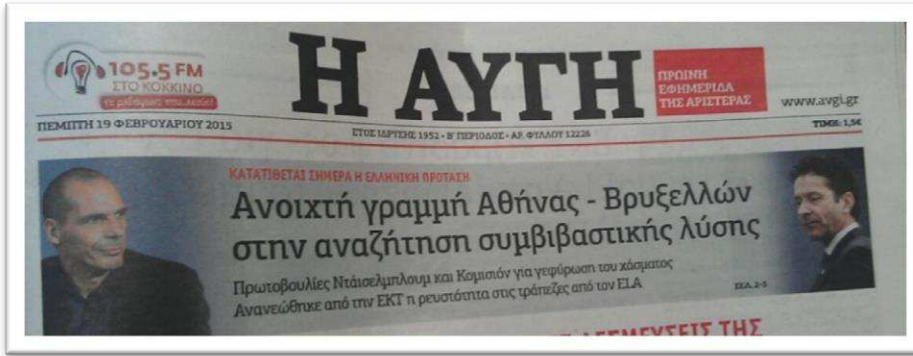 105.5 FM
ΣΤΟ ΚΟΚΚΙΝΟ
Η ΑΥΓΗ
ΠΡΩΙΝΗ
ΕΦΗΜΕΡΙΔΑ
ΤΗΣ ΑΡΙΣΤΕΡΑΣ
www.avgi.gr
ΠΕΜΠΤΗ 19 ΦΕΒΡΟΥΑΡΙΟΥ 2015
ΕΤΟΣ ΙΔΡΥΣΗΣ 1952 • Β' ΠΕΡΙΟΔΟΣ • ΑΡ. ΦΥΛΛΟΥ 12226
ΤΙΜΗ: 1,5€
ΚΑΤΑΤΙΘΕΤΑΙ ΣΗΜΕΡΑ Η ΕΛΛΗΝΙΚΗ ΠΡΟΤΑΣΗ
Ανοιχτή γραμμή Αθήνας - Βρυξελλών
στην αναζήτηση συμβιβαστικής λύσης
Πρωτοβουλίες Ντάισελμπλουμ και Κομισιόν για γεφύρωση του χάσματος
Ανανεώθηκε από την ΕΚΤ η ρευστότητα στις τράπεζες από τον ELA
ΣΕΛ. 2-5
ΤΗΣ